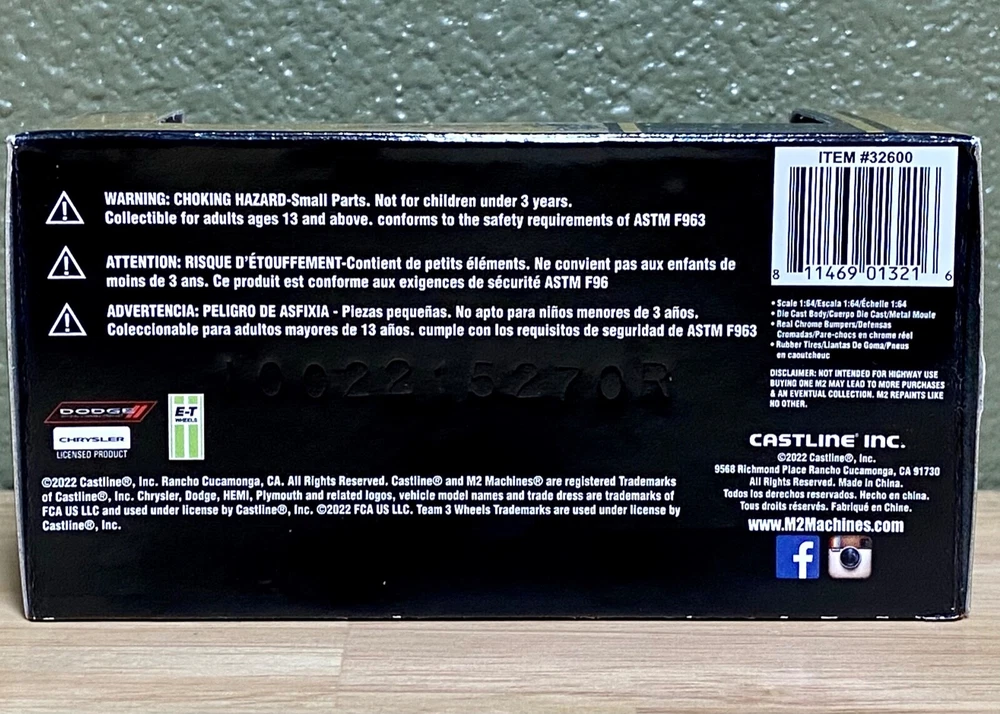 WARNING: CHOKING HAZARD-Small Parts. Not for children under 3 years.
Collectible for adults ages 13 and above. conforms to the safety requirements of ASTM F963
ATTENTION: RISQUE D'ÉTOUFFEMENT-Contient de petits éléments. Ne convient pas aux enfants de
moins de 3 ans. Ce produit est conforme aux exigences de sécurité ASTM F96
ADVERTENCIA: PELIGRO DE ASFIXIA - Piezas pequeñas. No apto para niños menores de 3 años.
Coleccionable para adultos mayores de 13 años. cumple con los requisitos de seguridad de ASTM F963
DODGE
CHRYSLER
LICENSED PRODUCT
E-T
WHEELS
©2022 Castline®, Inc. Rancho Cucamonga, CA. All Rights Reserved. Castline® and M2 Machines® are registered Trademarks
of Castline®, Inc. Chrysler, Dodge, HEMI, Plymouth and related logos, vehicle model names and trade dress are trademarks of
FCA US LLC and used under license by Castline®, Inc. ©2022 FCA US LLC. Team 3 Wheels Trademarks are used under license by
Castline®, Inc.
ITEM #32600
8 11469 01321 6
• Scale 1:64/Escala 1:64/Échelle 1:64
• Die Cast Body/Cuerpo Die Cast/Metal Moule
• Real Chrome Bumpers/Defensas
Cromadas/Pare-chocs en chrome réel
• Rubber Tires/Llantas De Goma/Pneus
en caoutchouc
DISCLAIMER: NOT INTENDED FOR HIGHWAY USE
BUYING ONE M2 MAY LEAD TO MORE PURCHASES
& AN EVENTUAL COLLECTION. M2 REPAINTS LIKE
NO OTHER.
CASTLINE® INC.
©2022 Castline®, Inc.
9568 Richmond Place Rancho Cucamonga, CA 91730
All Rights Reserved. Made in China.
Todos los derechos reservados. Hecho en china.
Tous droits réservés. Fabriqué en Chine.
www.M2Machines.com